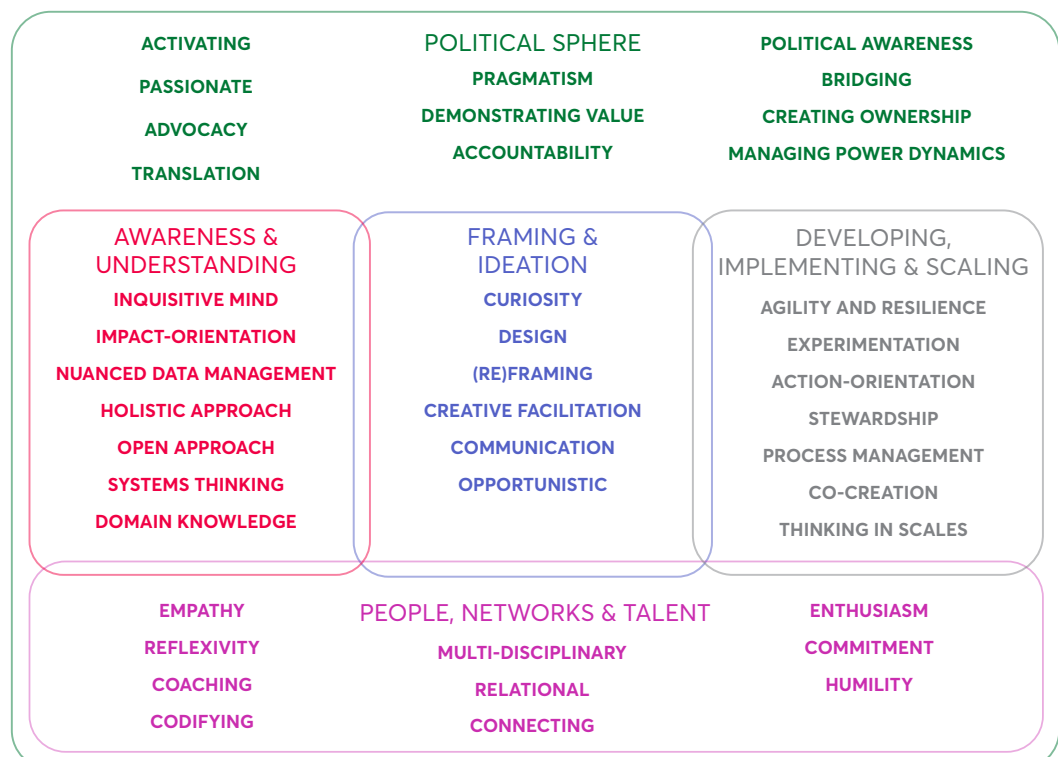 ACTIVATING
PASSIONATE
ADVOCACY
TRANSLATION
POLITICAL SPHERE
PRAGMATISM
DEMONSTRATING VALUE
ACCOUNTABILITY
POLITICAL AWARENESS
BRIDGING
CREATING OWNERSHIP
MANAGING POWER DYNAMICS
AWARENESS &
UNDERSTANDING
INQUISITIVE MIND
IMPACT-ORIENTATION
NUANCED DATA MANAGEMENT
HOLISTIC APPROACH
OPEN APPROACH
SYSTEMS THINKING
DOMAIN KNOWLEDGE
FRAMING &
IDEATION
CURIOSITY
DESIGN
(RE)FRAMING
CREATIVE FACILITATION
COMMUNICATION
OPPORTUNISTIC
DEVELOPING,
IMPLEMENTING & SCALING
AGILITY AND RESILIENCE
EXPERIMENTATION
ACTION-ORIENTATION
STEWARDSHIP
PROCESS MANAGEMENT
CO-CREATION
THINKING IN SCALES
EMPATHY
REFLEXIVITY
COACHING
CODIFYING
PEOPLE, NETWORKS & TALENT
MULTI-DISCIPLINARY
RELATIONAL
CONNECTING
ENTHUSIASM
COMMITMENT
HUMILITY